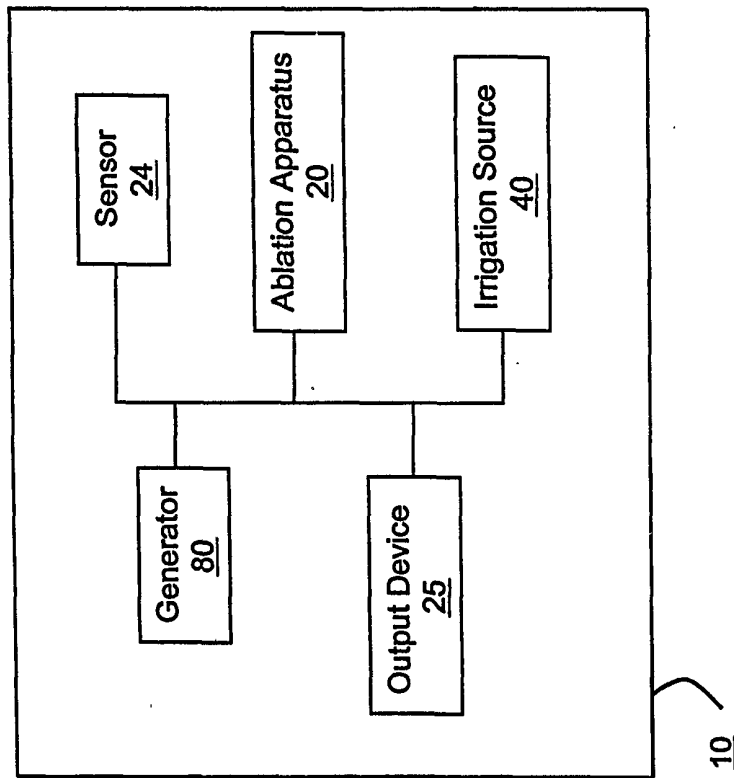 Generator
80
Sensor
24
Output Device
25
Ablation Apparatus
20
Irrigation Source
40
10